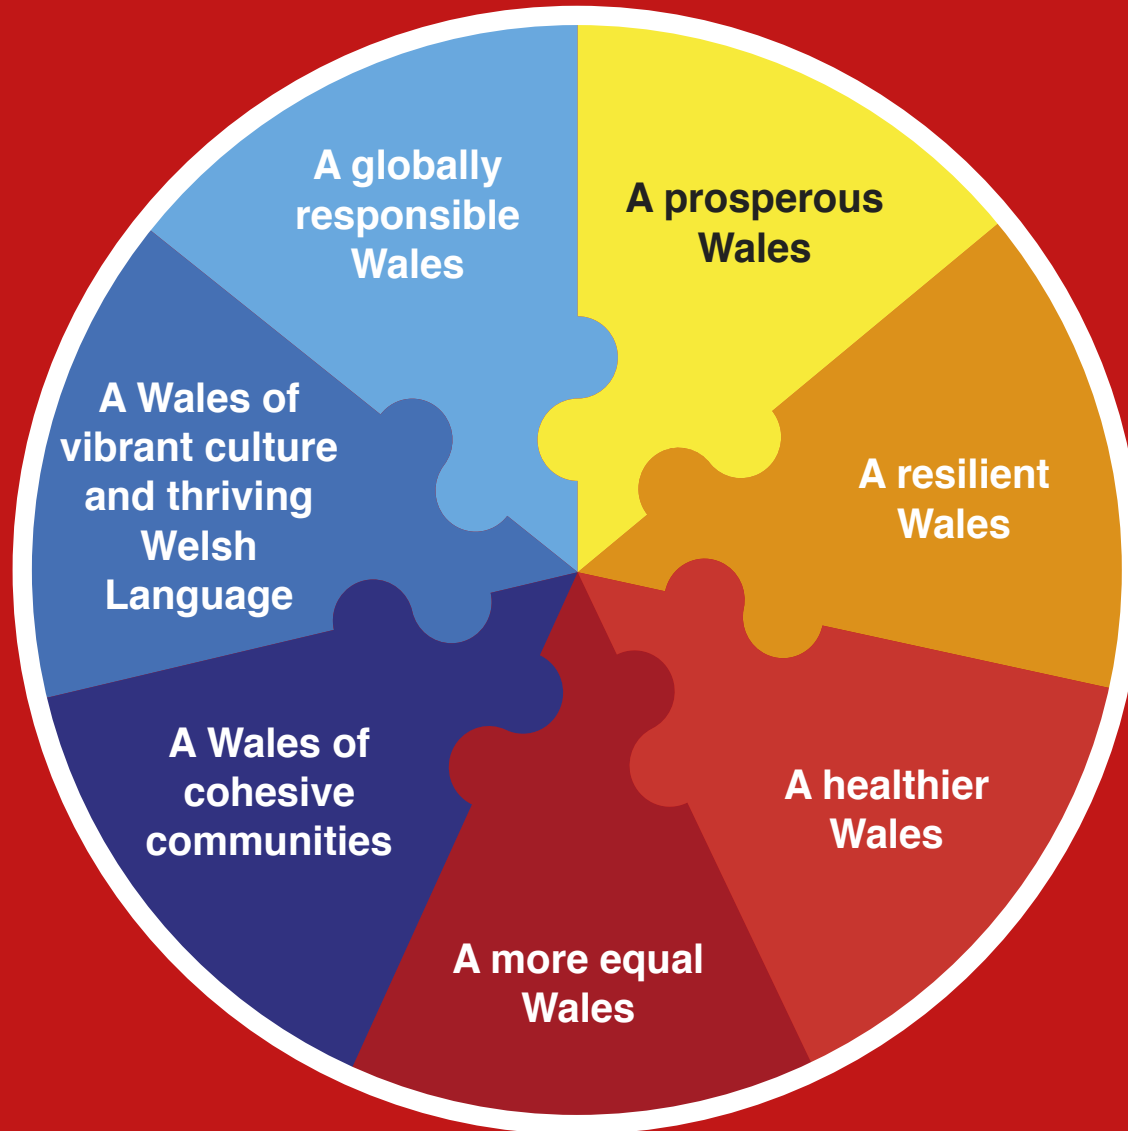 A prosperous
Wales
A resilient
Wales
A healthier
Wales
A more equal
Wales
A Wales of
cohesive
communities
A Wales of
vibrant culture
and thriving
Welsh
Language
A globally
responsible
Wales